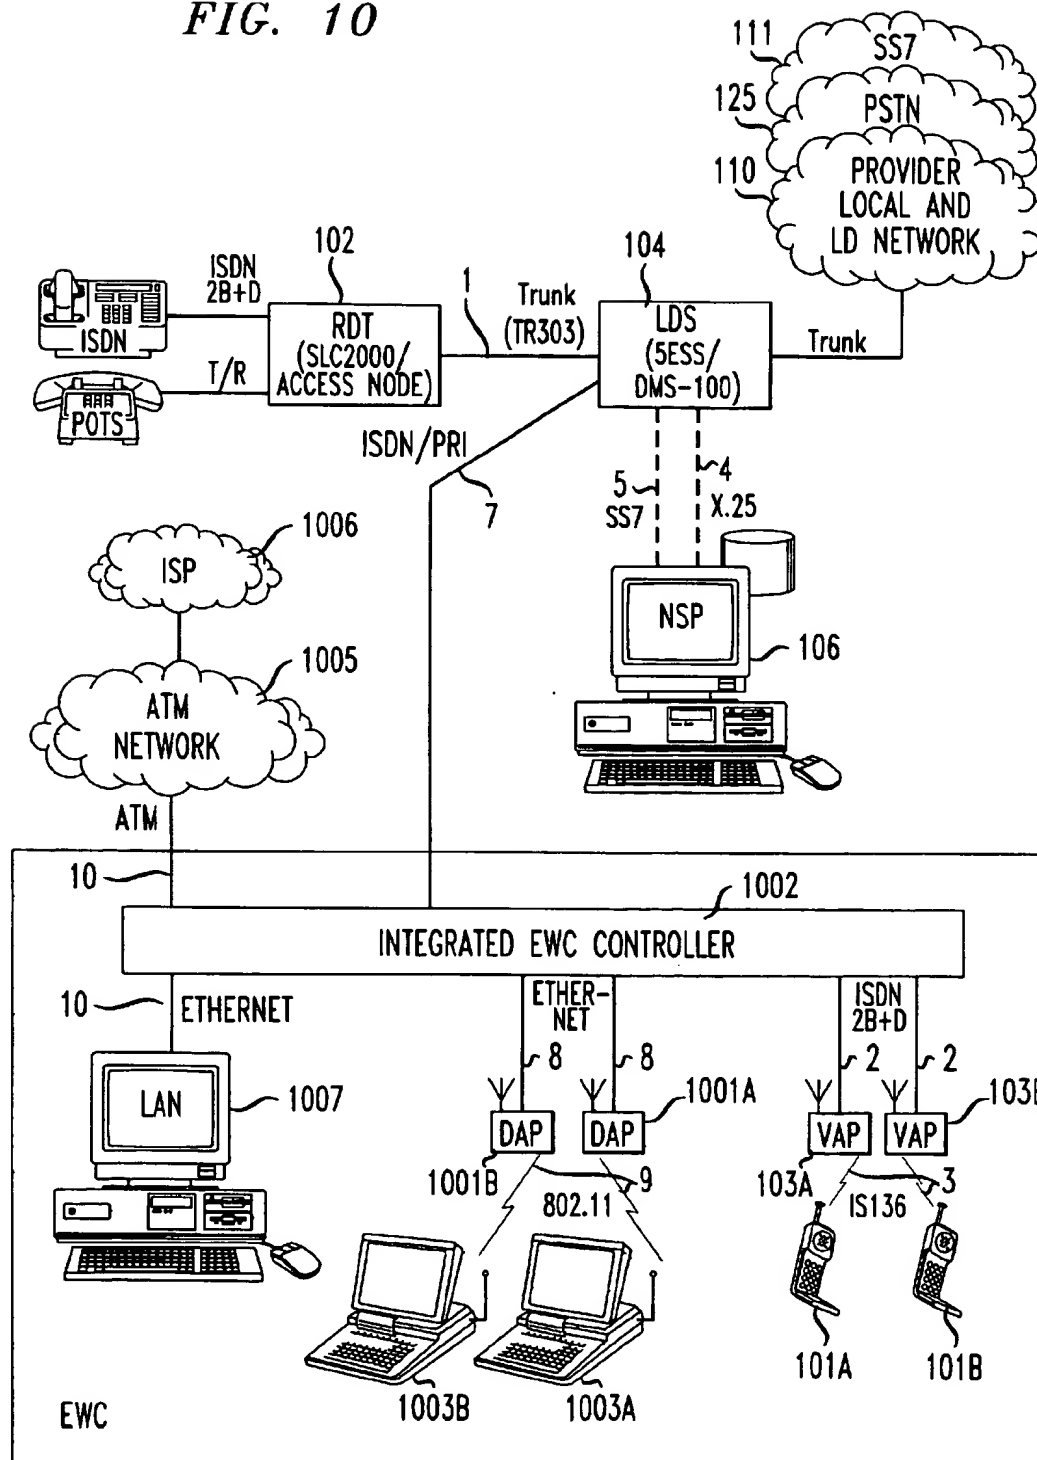 FIG. 10
111
SS7
125
PSTN
110
PROVIDER
LOCAL AND
LD NETWORK
102
104
ISDN
2B+D
1
Trunk
(TR303)
ISDN
RDT
(SLC2000/
ACCESS NODE)
LDS
(5ESS/
DMS-100)
Trunk
T/R
POTS
ISDN/PRI
7
5
SS7
4
X.25
1006
ISP
NSP
106
1005
ATM
NETWORK
ATM
10
1002
INTEGRATED EWC CONTROLLER
10
ETHERNET
ETHER-
NET
ISDN
2B+D
8
8
2
2
LAN
1007
DAP
DAP
1001A
VAP
VAP
103B
1001B
9
802.11
103A
3
IS136
101A
101B
1003B
1003A
EWC